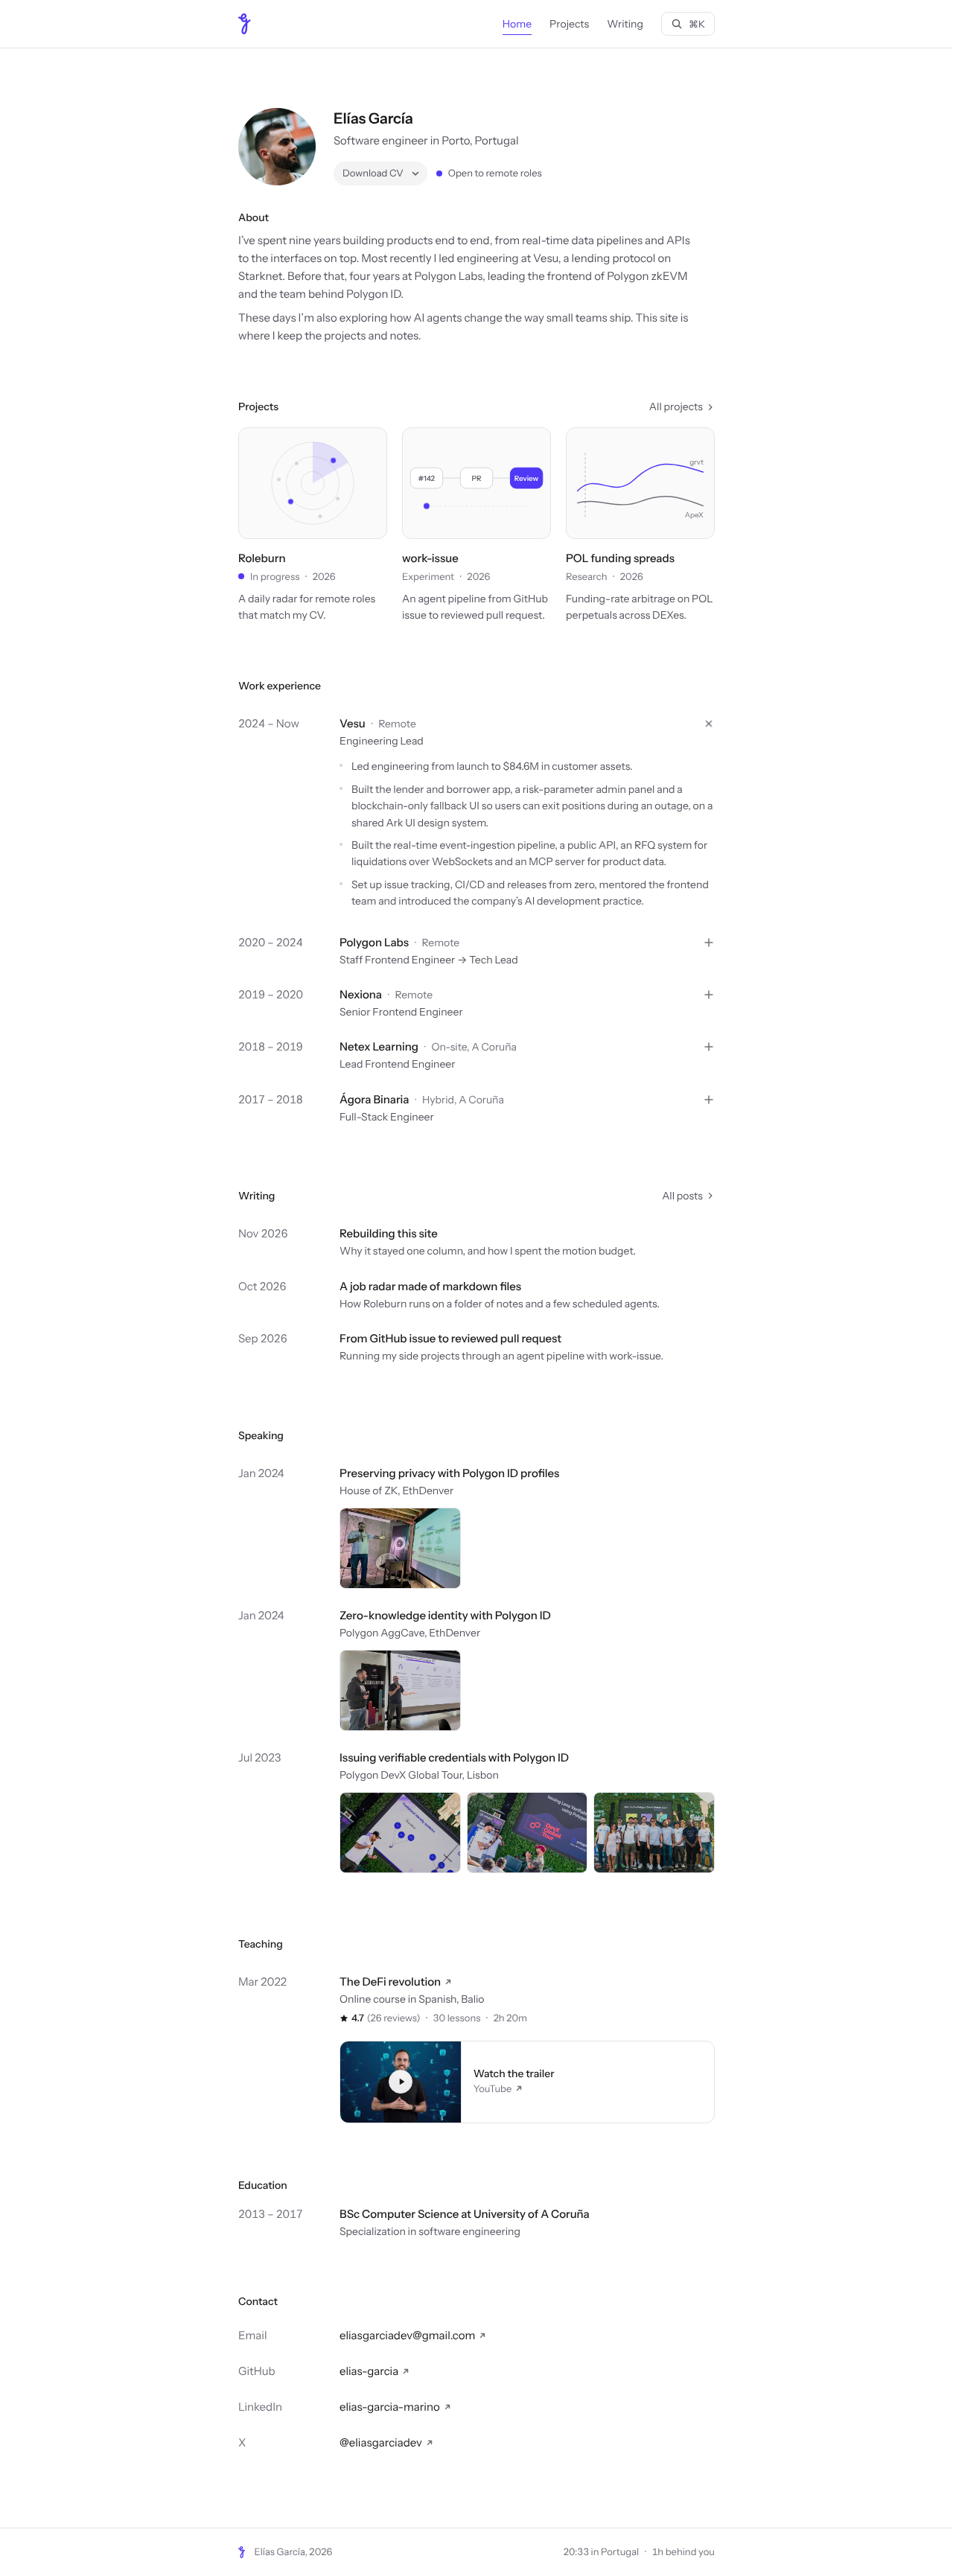 Home Projects Writing ⌘K
Elías García
Software engineer in Porto, Portugal
Download CV
Open to remote roles
About
I've spent nine years building products end to end, from real-time data pipelines and APIs
to the interfaces on top. Most recently I led engineering at Vesu, a lending protocol on
Starknet. Before that, four years at Polygon Labs, leading the frontend of Polygon zkEVM
and the team behind Polygon ID.
These days I'm also exploring how AI agents change the way small teams ship. This site is
where I keep the projects and notes.
Projects
All projects
#142
PR
Review
grvt
ApeX
Roleburn
In progress · 2026
A daily radar for remote roles
that match my CV.
work-issue
Experiment · 2026
An agent pipeline from GitHub
issue to reviewed pull request.
POL funding spreads
Research · 2026
Funding-rate arbitrage on POL
perpetuals across DEXes.
Work experience
2024 – Now
Vesu · Remote
Engineering Lead
Led engineering from launch to $84.6M in customer assets.
Built the lender and borrower app, a risk-parameter admin panel and a
blockchain-only fallback UI so users can exit positions during an outage, on a
shared Ark UI design system.
Built the real-time event-ingestion pipeline, a public API, an RFQ system for
liquidations over WebSockets and an MCP server for product data.
Set up issue tracking, CI/CD and releases from zero, mentored the frontend
team and introduced the company's AI development practice.
2020 – 2024
Polygon Labs · Remote
Staff Frontend Engineer → Tech Lead
2019 – 2020
Nexiona · Remote
Senior Frontend Engineer
2018 – 2019
Netex Learning · On-site, A Coruña
Lead Frontend Engineer
2017 – 2018
Ágora Binaria · Hybrid, A Coruña
Full-Stack Engineer
Writing
All posts
Nov 2026
Rebuilding this site
Why it stayed one column, and how I spent the motion budget.
Oct 2026
A job radar made of markdown files
How Roleburn runs on a folder of notes and a few scheduled agents.
Sep 2026
From GitHub issue to reviewed pull request
Running my side projects through an agent pipeline with work-issue.
Speaking
Jan 2024
Preserving privacy with Polygon ID profiles
House of ZK, EthDenver
Jan 2024
Zero-knowledge identity with Polygon ID
Polygon AggCave, EthDenver
Jul 2023
Issuing verifiable credentials with Polygon ID
Polygon DevX Global Tour, Lisbon
Teaching
Mar 2022
The DeFi revolution
Online course in Spanish, Balio
4.7 (26 reviews) · 30 lessons · 2h 20m
Watch the trailer
YouTube
Education
2013 – 2017
BSc Computer Science at University of A Coruña
Specialization in software engineering
Contact
Email
eliasgarciadev@gmail.com
GitHub
elias-garcia
LinkedIn
elias-garcia-marino
X
@eliasgarciadev
Elías García, 2026
20:33 in Portugal · 1h behind you